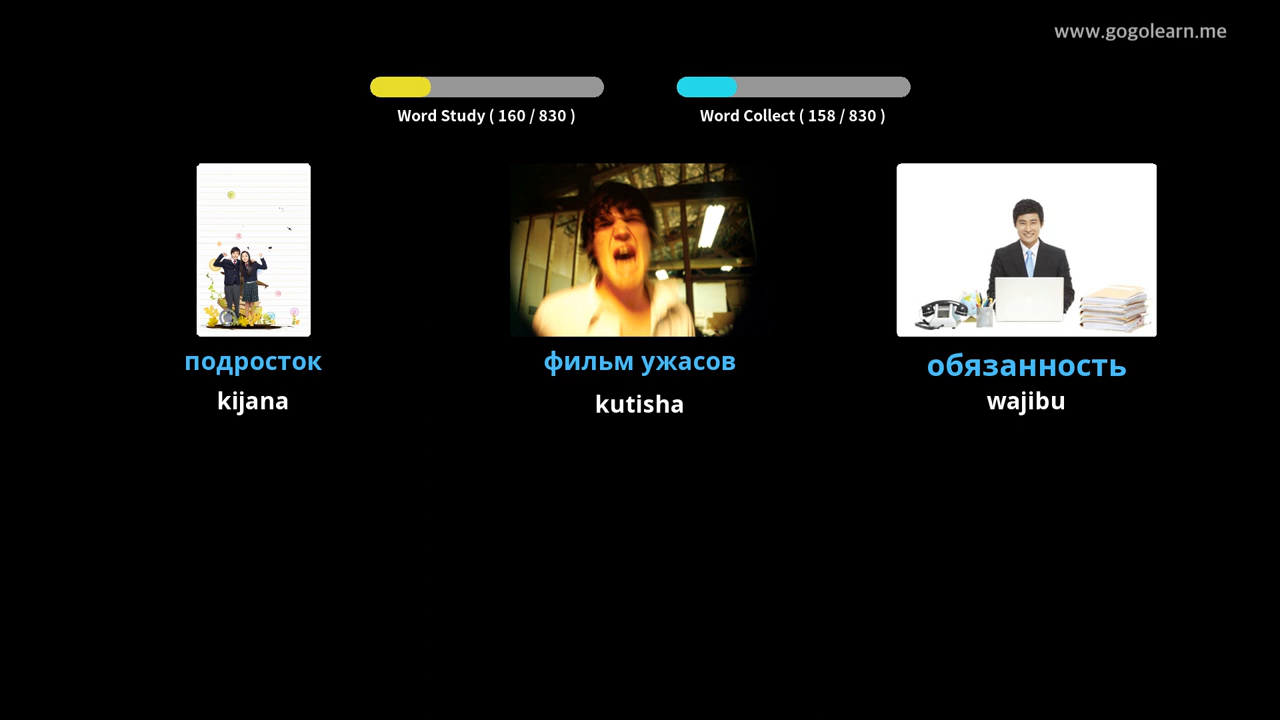 www.gogolearn.me
Word Study ( 160 / 830 )
Word Collect ( 158 / 830 )
подросток
фильм ужасов
обязанность
kijana
kutisha
wajibu